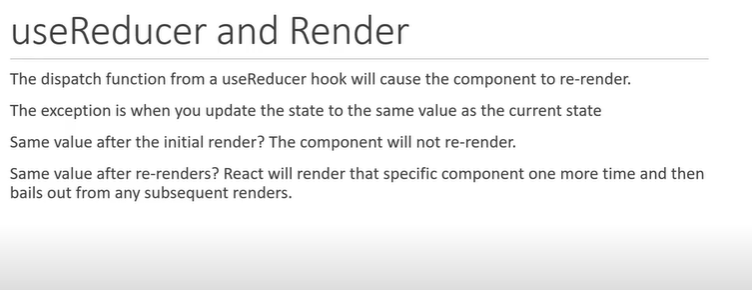 useReducer and Render
The dispatch function from a useReducer hook will cause the component to re-render.
The exception is when you update the state to the same value as the current state
Same value after the initial render? The component will not re-render.
Same value after re-renders? React will render that specific component one more time and then
bails out from any subsequent renders.